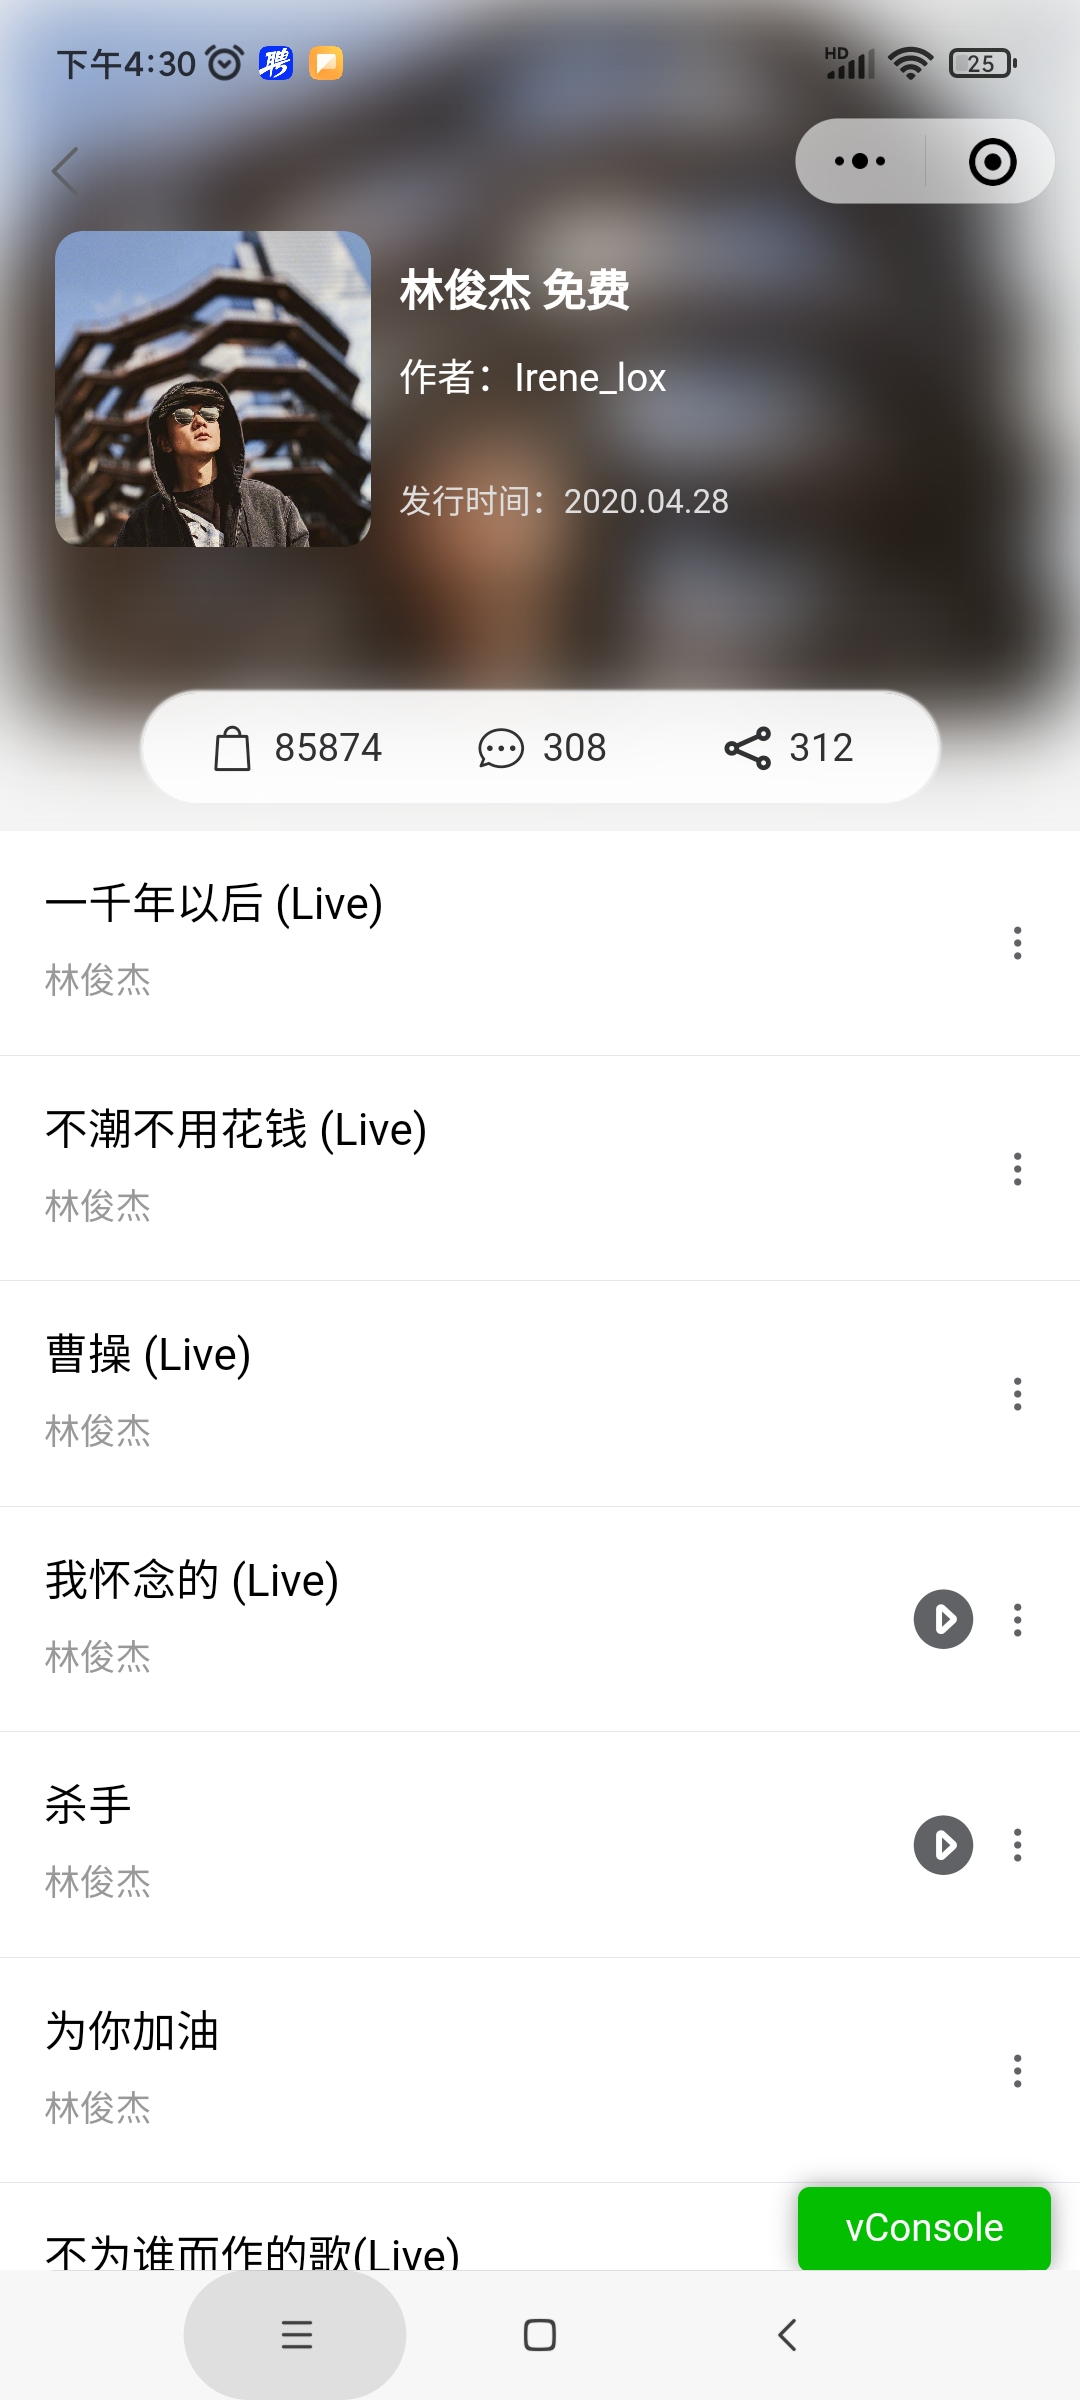 下午4:30
聘
HD
25
林俊杰 免费
作者：Irene_lox
发行时间：2020.04.28
85874
308
312
一千年以后 (Live)
林俊杰
不潮不用花钱 (Live)
林俊杰
曹操 (Live)
林俊杰
我怀念的 (Live)
林俊杰
杀手
林俊杰
为你加油
林俊杰
不为谁而作的歌(Live)
vConsole